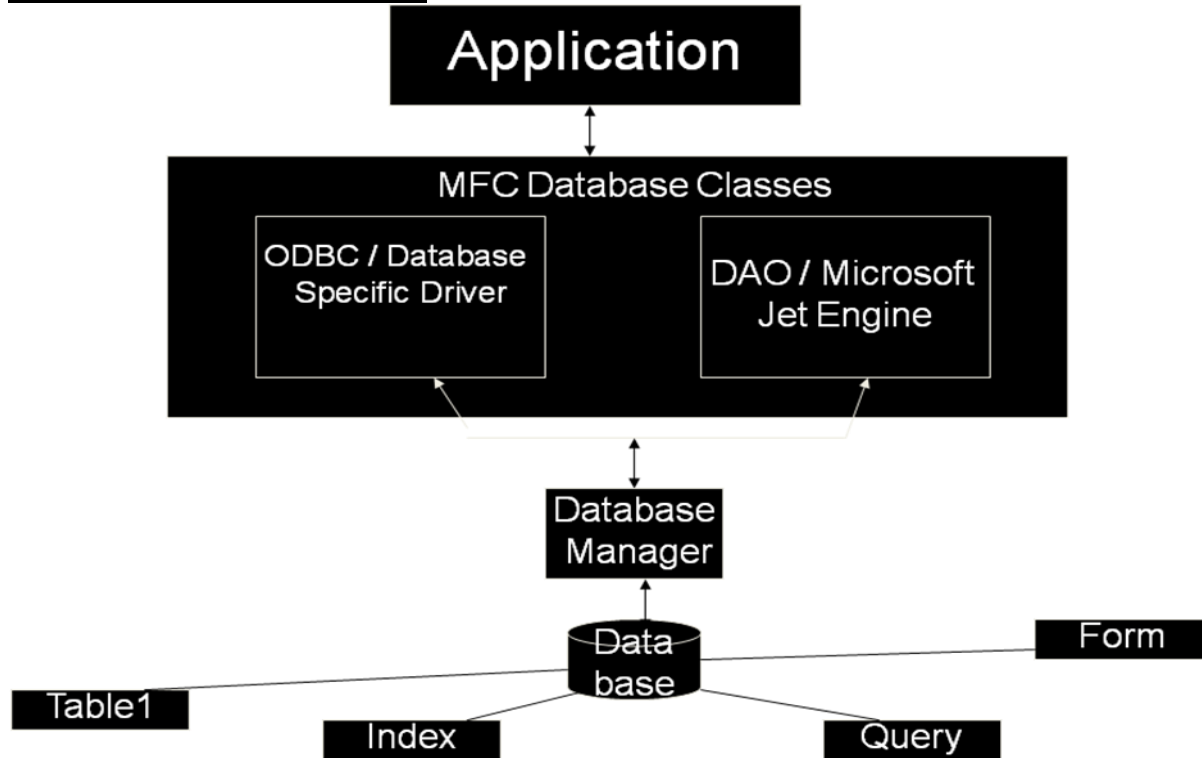 Application
MFC Database Classes
ODBC / Database
Specific Driver
DAO / Microsoft
Jet Engine
Database
Manager
Data
base
Form
Table1
Index
Query